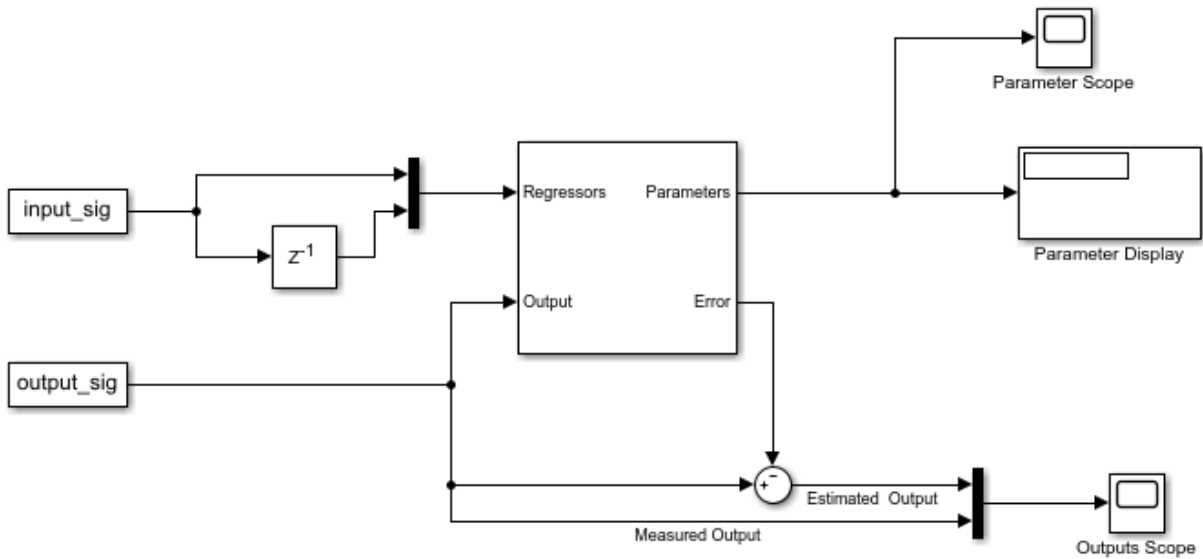 Parameter Scope
input_sig
z-1
Regressors
Parameters
Parameter Display
Output
Error
output_sig
+
−
Estimated Output
Measured Output
Outputs Scope